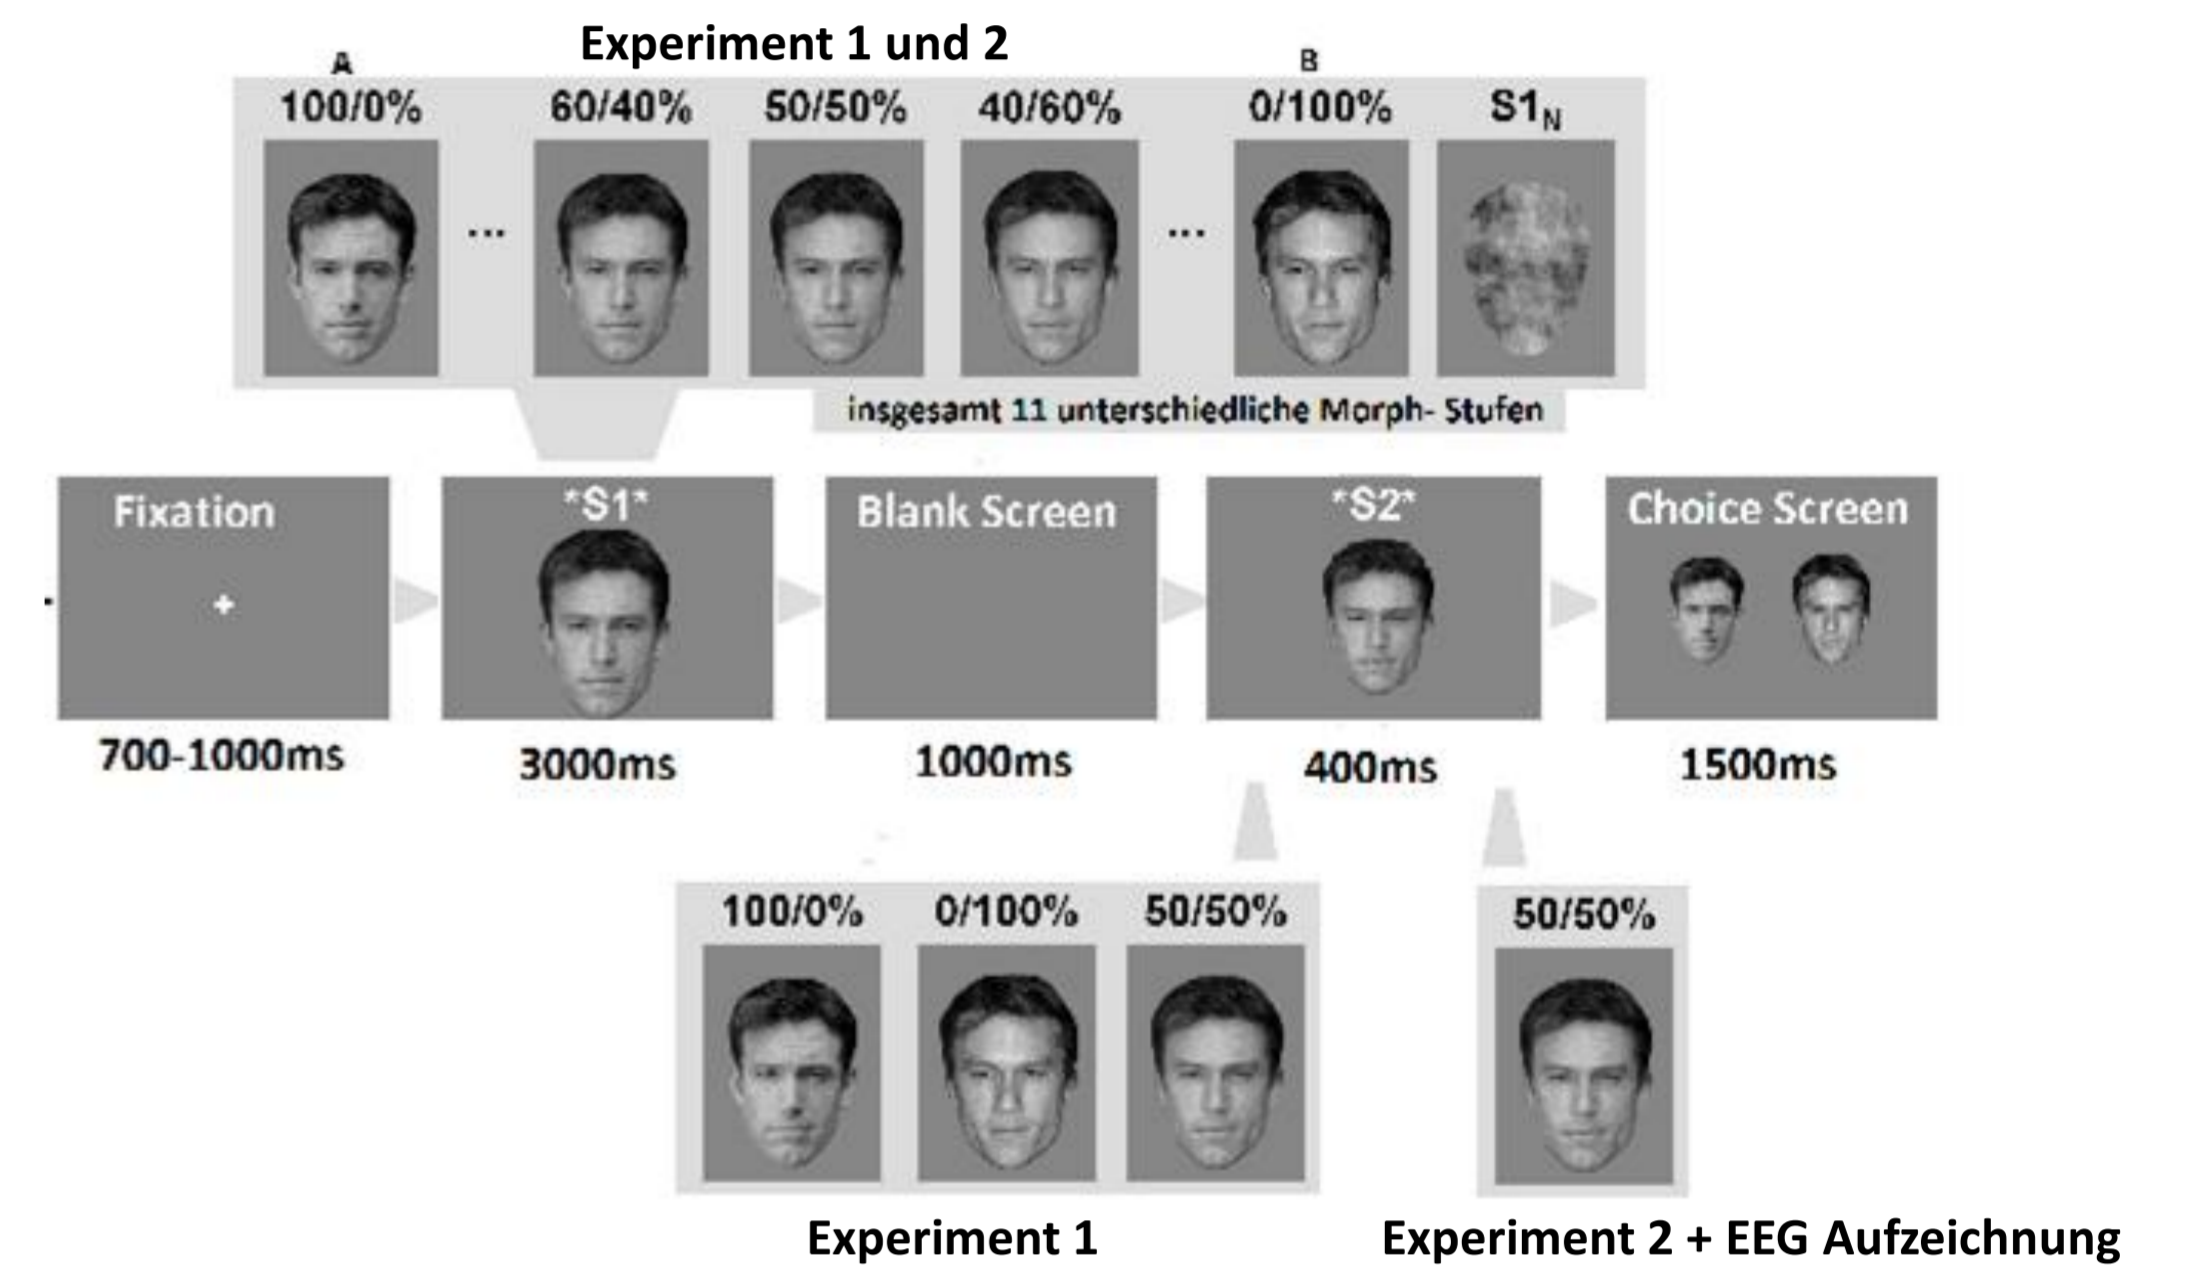 Experiment 1 und 2
A
B
100/0%
60/40%
50/50%
40/60%
0/100%
S1N
...
...
insgesamt 11 unterschiedliche Morph- Stufen
Fixation
*S1*
Blank Screen
*S2*
Choice Screen
+
700-1000ms
3000ms
1000ms
400ms
1500ms
100/0%
0/100%
50/50%
50/50%
Experiment 1
Experiment 2 + EEG Aufzeichnung